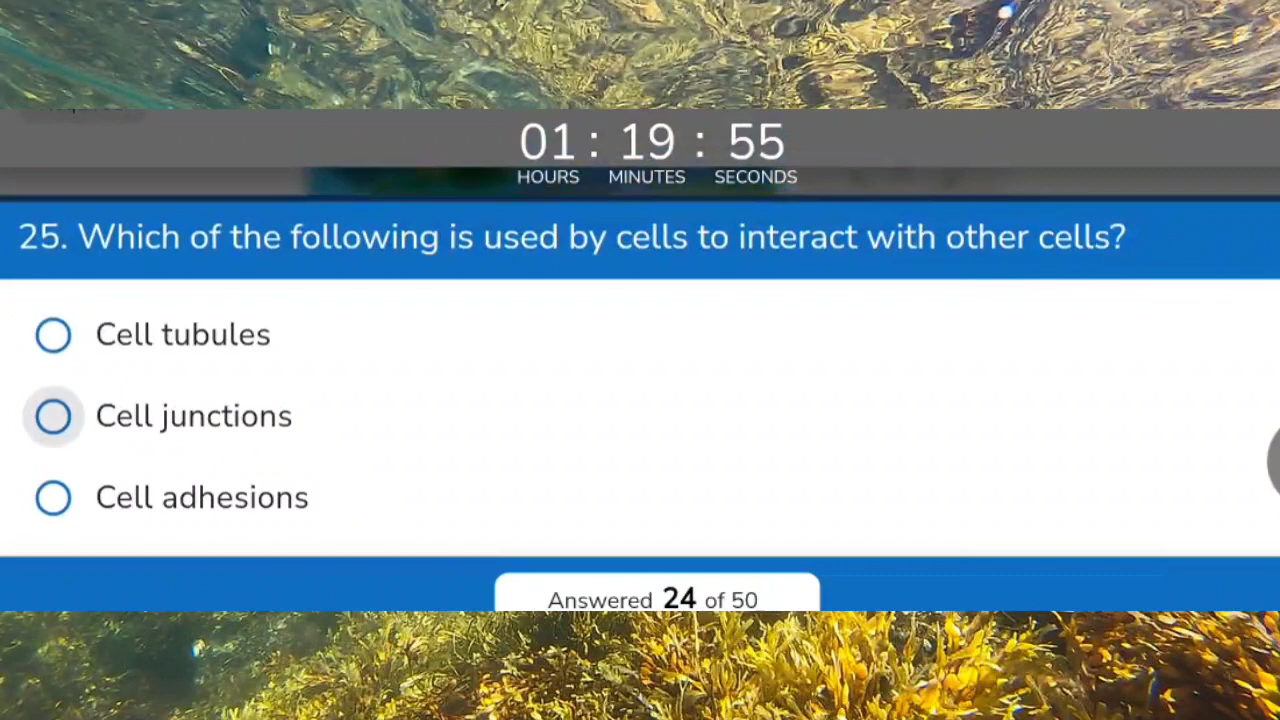 01 : 19 : 55
HOURS MINUTES SECONDS
25. Which of the following is used by cells to interact with other cells?
Cell tubules
Cell junctions
Cell adhesions
Answered 24 of 50